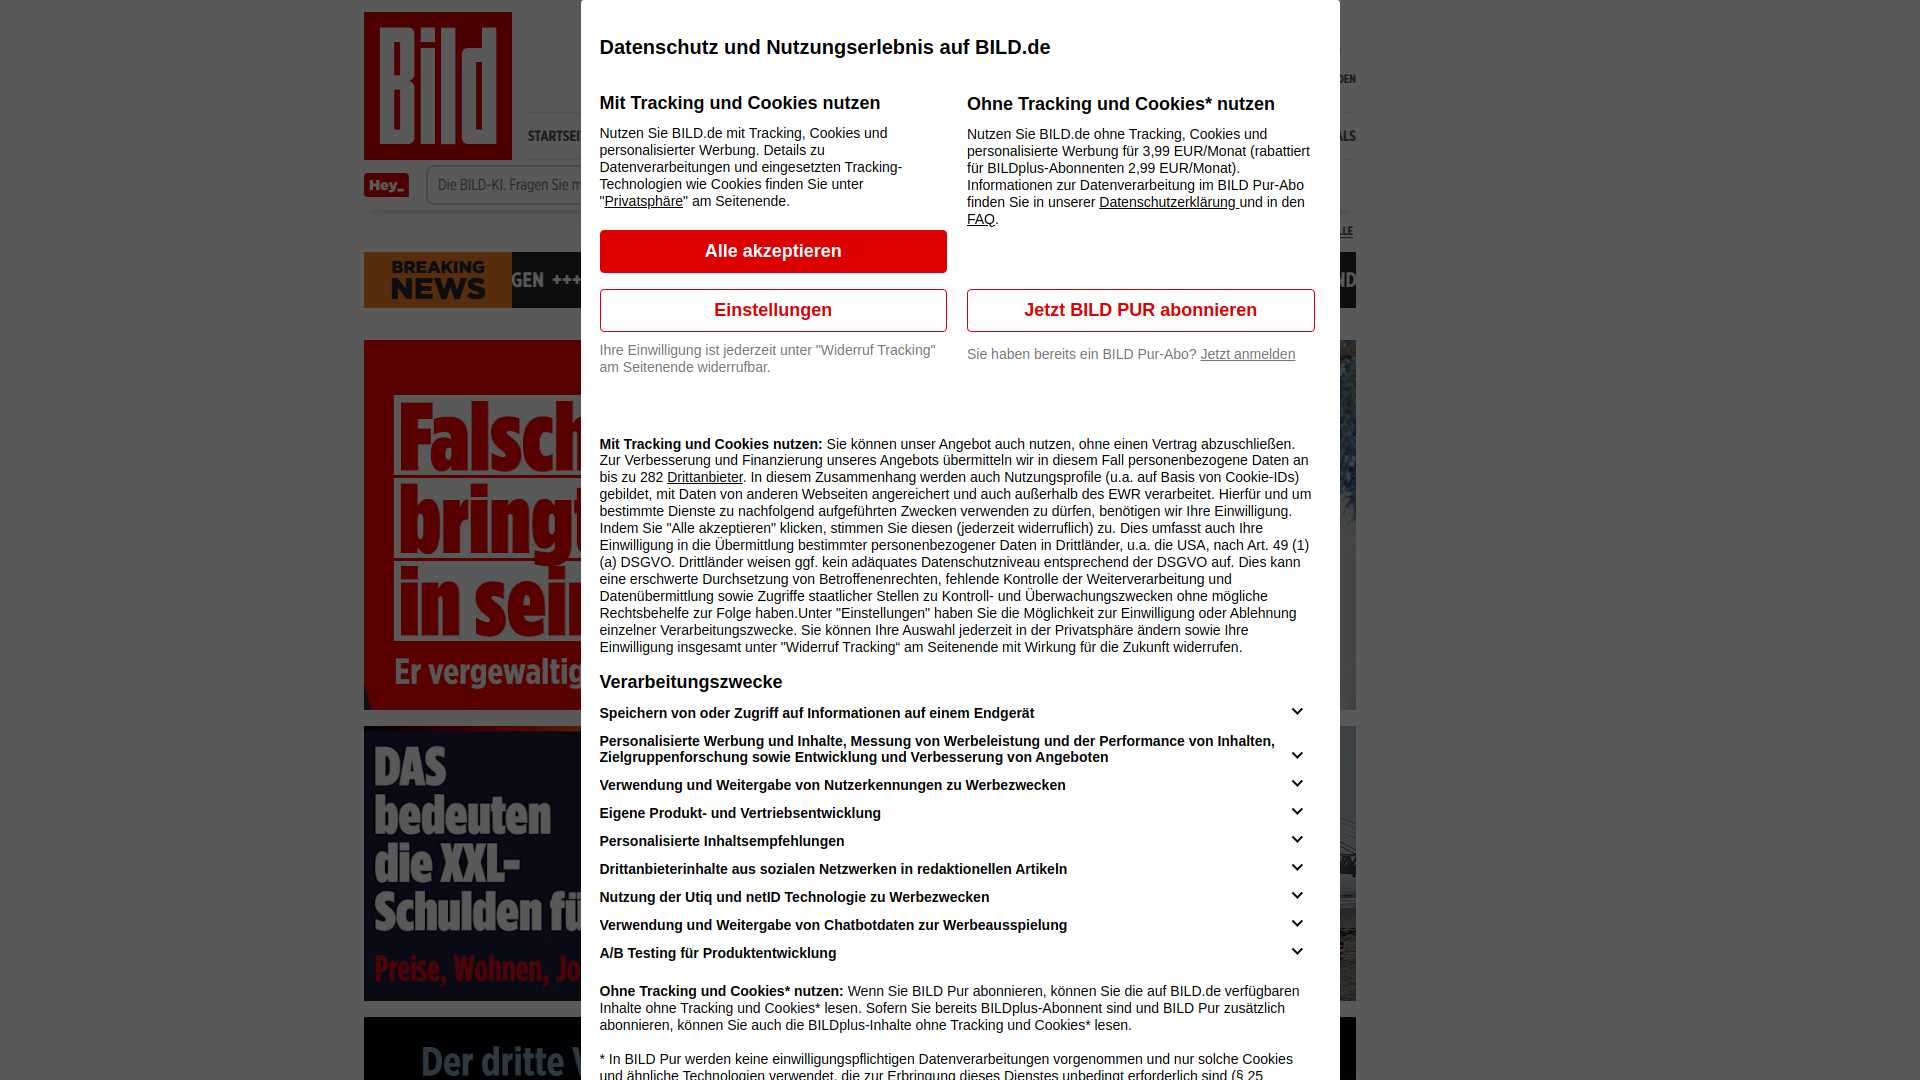 Bild
STARTSEI
Hey_
Die BILD-KI. Fragen Sie m
BREAKING
NEWS
GEN +++
Falsch
bringt
in sein
Er vergewaltig
DAS
bedeuten
die XXL-
Schulden fü
Preise, Wohnen, Jo
Der dritte
Datenschutz und Nutzungserlebnis auf BILD.de
Mit Tracking und Cookies nutzen
Nutzen Sie BILD.de mit Tracking, Cookies und
personalisierter Werbung. Details zu
Datenverarbeitungen und eingesetzten Tracking-
Technologien wie Cookies finden Sie unter
"Privatsphäre" am Seitenende.
Alle akzeptieren
Einstellungen
Ihre Einwilligung ist jederzeit unter "Widerruf Tracking"
am Seitenende widerrufbar.
Ohne Tracking und Cookies* nutzen
Nutzen Sie BILD.de ohne Tracking, Cookies und
personalisierte Werbung für 3,99 EUR/Monat (rabattiert
für BILDplus-Abonnenten 2,99 EUR/Monat).
Informationen zur Datenverarbeitung im BILD Pur-Abo
finden Sie in unserer Datenschutzerklärung und in den
FAQ.
Jetzt BILD PUR abonnieren
Sie haben bereits ein BILD Pur-Abo? Jetzt anmelden
Mit Tracking und Cookies nutzen: Sie können unser Angebot auch nutzen, ohne einen Vertrag abzuschließen.
Zur Verbesserung und Finanzierung unseres Angebots übermitteln wir in diesem Fall personenbezogene Daten an
bis zu 282 Drittanbieter. In diesem Zusammenhang werden auch Nutzungsprofile (u.a. auf Basis von Cookie-IDs)
gebildet, mit Daten von anderen Webseiten angereichert und auch außerhalb des EWR verarbeitet. Hierfür und um
bestimmte Dienste zu nachfolgend aufgeführten Zwecken verwenden zu dürfen, benötigen wir Ihre Einwilligung.
Indem Sie "Alle akzeptieren" klicken, stimmen Sie diesen (jederzeit widerruflich) zu. Dies umfasst auch Ihre
Einwilligung in die Übermittlung bestimmter personenbezogener Daten in Drittländer, u.a. die USA, nach Art. 49 (1)
(a) DSGVO. Drittländer weisen ggf. kein adäquates Datenschutzniveau entsprechend der DSGVO auf. Dies kann
eine erschwerte Durchsetzung von Betroffenenrechten, fehlende Kontrolle der Weiterverarbeitung und
Datenübermittlung sowie Zugriffe staatlicher Stellen zu Kontroll- und Überwachungszwecken ohne mögliche
Rechtsbehelfe zur Folge haben.Unter "Einstellungen" haben Sie die Möglichkeit zur Einwilligung oder Ablehnung
einzelner Verarbeitungszwecke. Sie können Ihre Auswahl jederzeit in der Privatsphäre ändern sowie Ihre
Einwilligung insgesamt unter "Widerruf Tracking“ am Seitenende mit Wirkung für die Zukunft widerrufen.
Verarbeitungszwecke
Speichern von oder Zugriff auf Informationen auf einem Endgerät
Personalisierte Werbung und Inhalte, Messung von Werbeleistung und der Performance von Inhalten,
Zielgruppenforschung sowie Entwicklung und Verbesserung von Angeboten
Verwendung und Weitergabe von Nutzerkennungen zu Werbezwecken
Eigene Produkt- und Vertriebsentwicklung
Personalisierte Inhaltsempfehlungen
Drittanbieterinhalte aus sozialen Netzwerken in redaktionellen Artikeln
Nutzung der Utiq und netID Technologie zu Werbezwecken
Verwendung und Weitergabe von Chatbotdaten zur Werbeausspielung
A/B Testing für Produktentwicklung
Ohne Tracking und Cookies* nutzen: Wenn Sie BILD Pur abonnieren, können Sie die auf BILD.de verfügbaren
Inhalte ohne Tracking und Cookies* lesen. Sofern Sie bereits BILDplus-Abonnent sind und BILD Pur zusätzlich
abonnieren, können Sie auch die BILDplus-Inhalte ohne Tracking und Cookies* lesen.
* In BILD Pur werden keine einwilligungspflichtigen Datenverarbeitungen vorgenommen und nur solche Cookies
und ähnliche Technologien verwendet, die zur Erbringung dieses Dienstes unbedingt erforderlich sind (§ 25